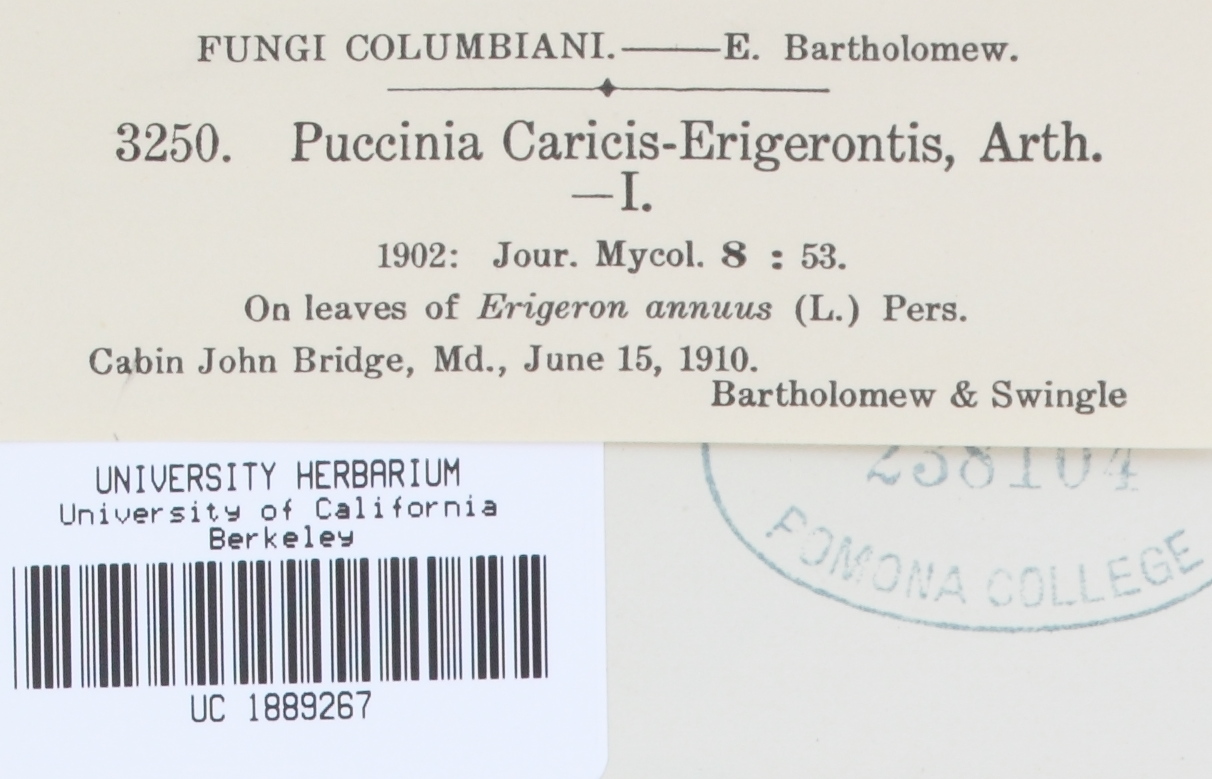 FUNGI COLUMBIANI.——E. Bartholomew.
3250. Puccinia Caricis-Erigerontis, Arth.
—I.
1902: Jour. Mycol. 8 : 53.
On leaves of Erigeron annuus (L.) Pers.
Cabin John Bridge, Md., June 15, 1910.
Bartholomew & Swingle
UNIVERSITY HERBARIUM
University of California
Berkeley
UC 1889267
238104
POMONA COLLEGE